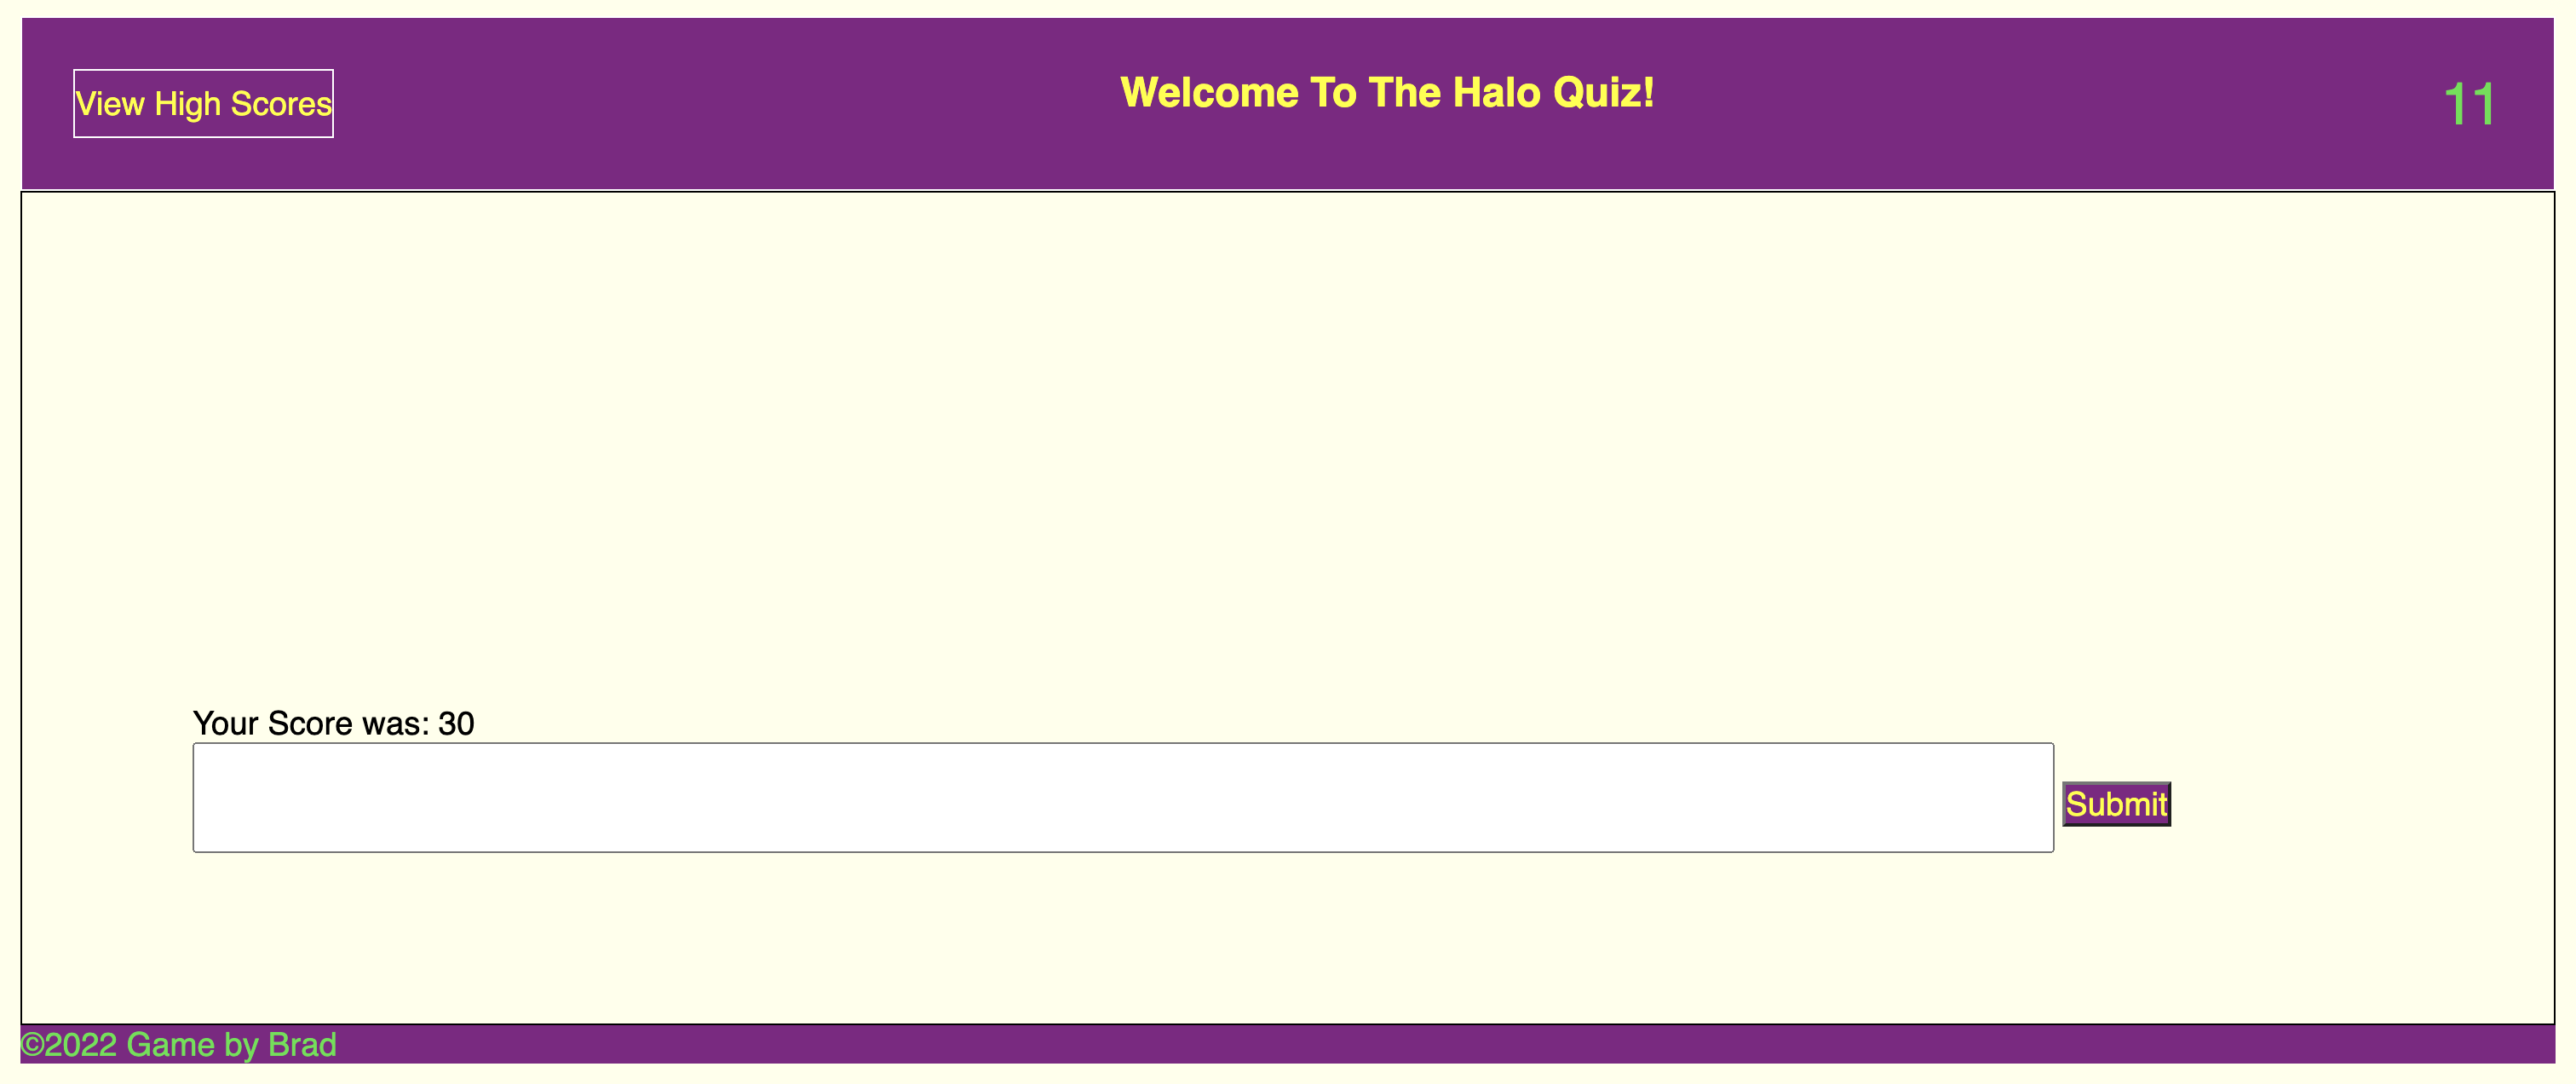 View High Scores
Welcome To The Halo Quiz!
11
Your Score was: 30
Submit
©2022 Game by Brad